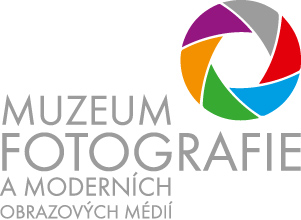 MUZEUM
FOTOGRAFIE
A MODERNÍCH
OBRAZOVÝCH MÉDIÍ